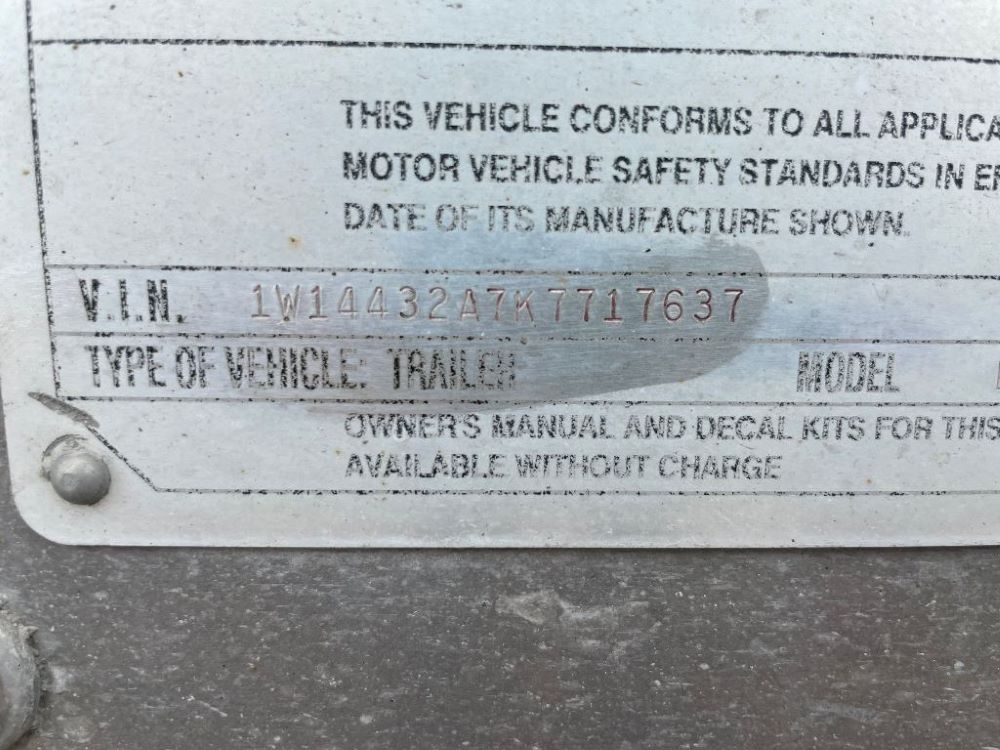 THIS VEHICLE CONFORMS TO ALL APPLICA
MOTOR VEHICLE SAFETY STANDARDS IN E
DATE OF ITS MANUFACTURE SHOWN.
V.I.N. 1W14432A7K7717637
TYPE OF VEHICLE: TRAILER MODEL
OWNER'S MANUAL AND DECAL KITS FOR THIS
AVAILABLE WITHOUT CHARGE